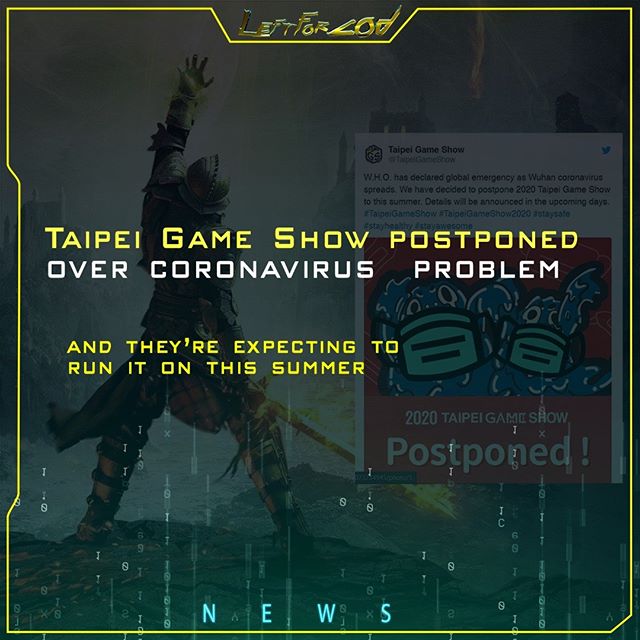 LeftForCod
Taipei Game Show
@TaipeiGameShow
W.H.O. has declared global emergency as Wuhan coronavirus
spreads. We have decided to postpone 2020 Taipei Game Show
to this summer. Details will be announced in the upcoming days.
#TaipeiGameShow #TaipeiGameShow2020 #staysafe
#stayhealthy #stayawesome
Taipei Game Show postponed
over coronavirus problem
and they're expecting to
run it on this summer
2020 TAIPEI GAME SHOW
Postponed !
NEWS